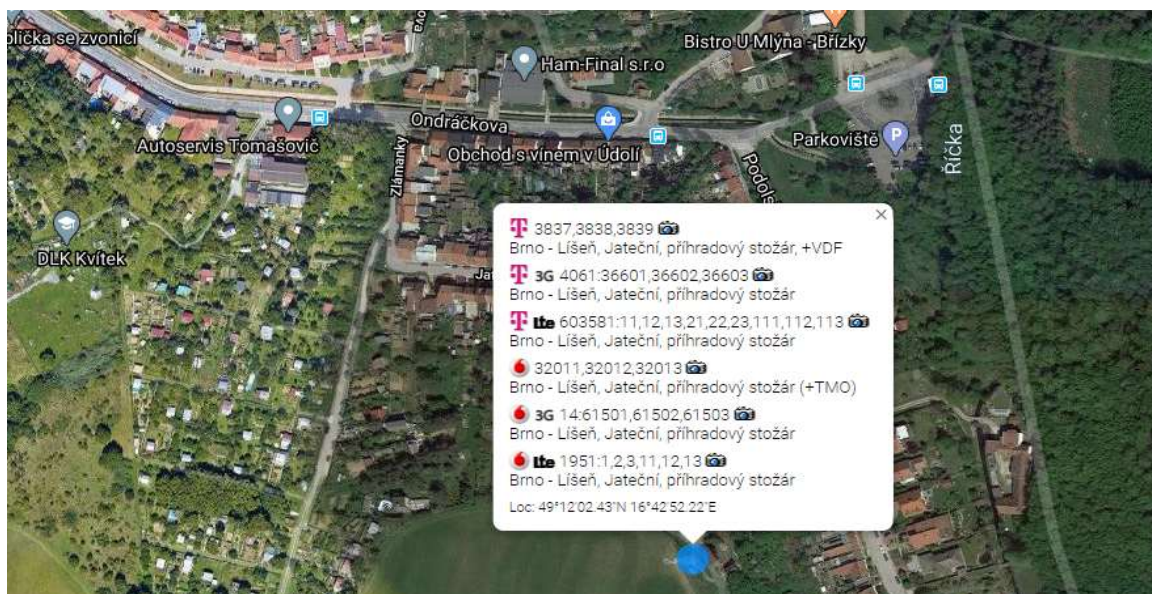 plička se zvonicí
ova
Bistro U Mlýna - Břízky
Ham-Final s.r.o
Ondráčkova
Autoservis Tomašovič
Obchod s vínem v Údolí
Parkoviště
P
Říčka
Zlámanky
Podols
DLK Kvítek
Jat
×
T 3837,3838,3839
Brno - Líšeň, Jateční, příhradový stožár, +VDF
T 3G 4061:36601,36602,36603
Brno - Líšeň, Jateční, příhradový stožár
T lte 603581:11,12,13,21,22,23,111,112,113
Brno - Líšeň, Jateční, příhradový stožár
32011,32012,32013
Brno - Líšeň, Jateční, příhradový stožár (+TMO)
3G 14:61501,61502,61503
Brno - Líšeň, Jateční, příhradový stožár
lte 1951:1,2,3,11,12,13
Brno - Líšeň, Jateční, příhradový stožár
Loc: 49°12'02.43"N 16°42'52.22"E